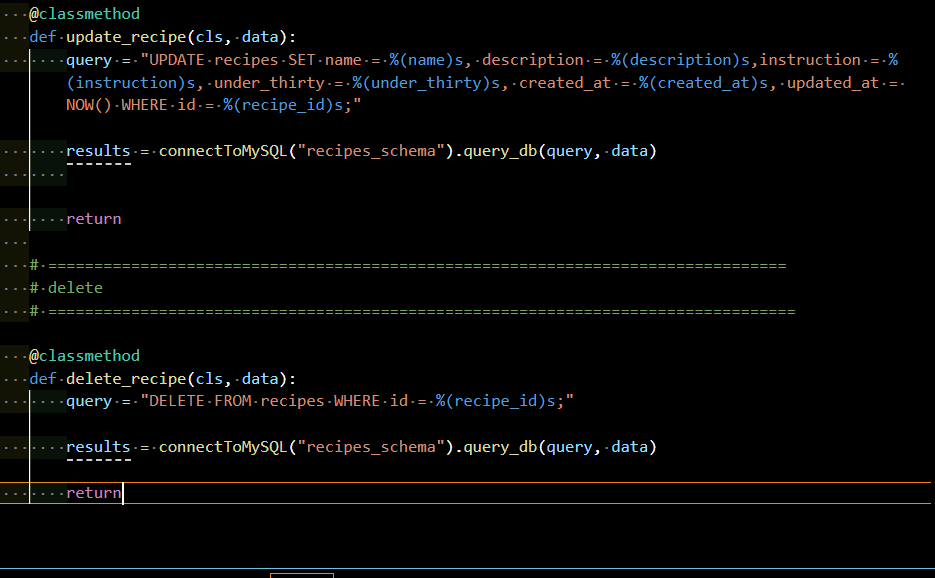 @classmethod
def update_recipe(cls, data):
query = "UPDATE recipes SET name = %(name)s, description = %(description)s,instruction = %
(instruction)s, under_thirty = %(under_thirty)s, created_at = %(created_at)s, updated_at =
NOW() WHERE id = %(recipe_id)s;"
results = connectToMySQL("recipes_schema").query_db(query, data)
return
# ================================================================================
# delete
# =================================================================================
@classmethod
def delete_recipe(cls, data):
query = "DELETE FROM recipes WHERE id = %(recipe_id)s;"
results = connectToMySQL("recipes_schema").query_db(query, data)
return